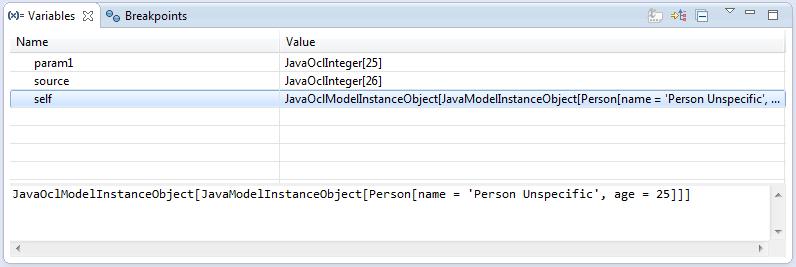 (x)= Variables Breakpoints
Name Value
param1 JavaOclInteger[25]
source JavaOclInteger[26]
self JavaOclModelInstanceObject[JavaModelInstanceObject[Person[name = 'Person Unspecific', ...
JavaOclModelInstanceObject[JavaModelInstanceObject[Person[name = 'Person Unspecific', age = 25]]]